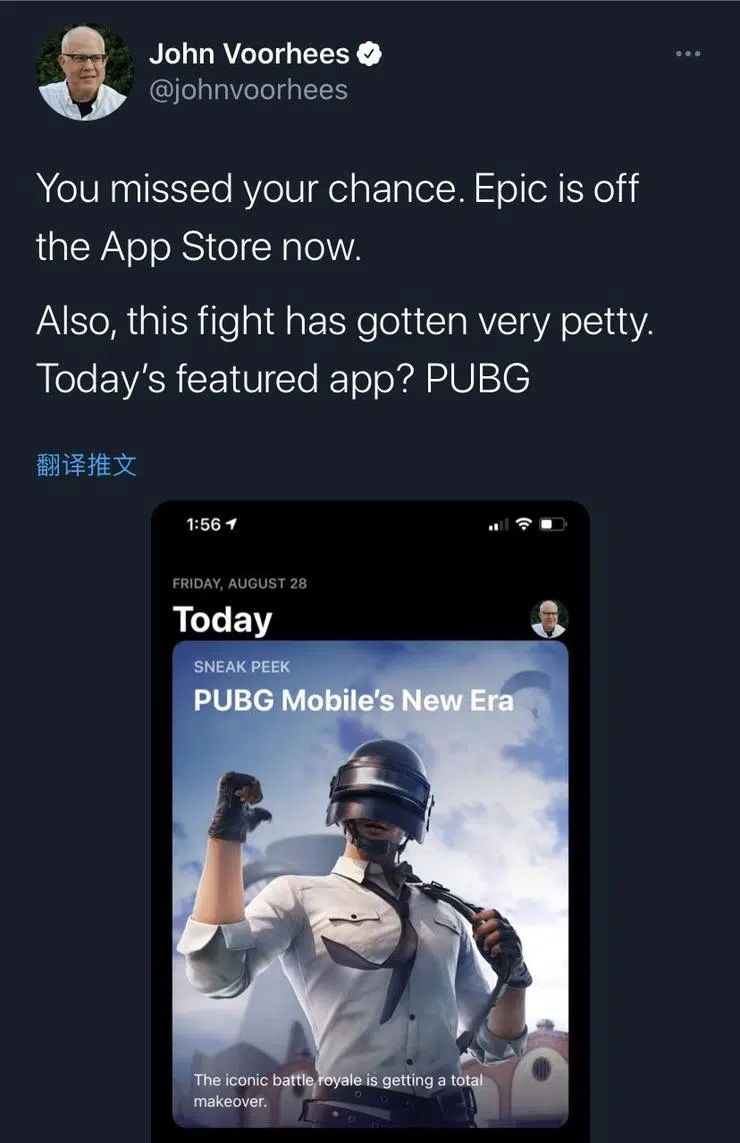 John Voorhees
@johnvoorhees
You missed your chance. Epic is off
the App Store now.
Also, this fight has gotten very petty.
Today's featured app? PUBG
翻译推文
1:56
FRIDAY, AUGUST 28
Today
SNEAK PEEK
PUBG Mobile's New Era
The iconic battle royale is getting a total
makeover.